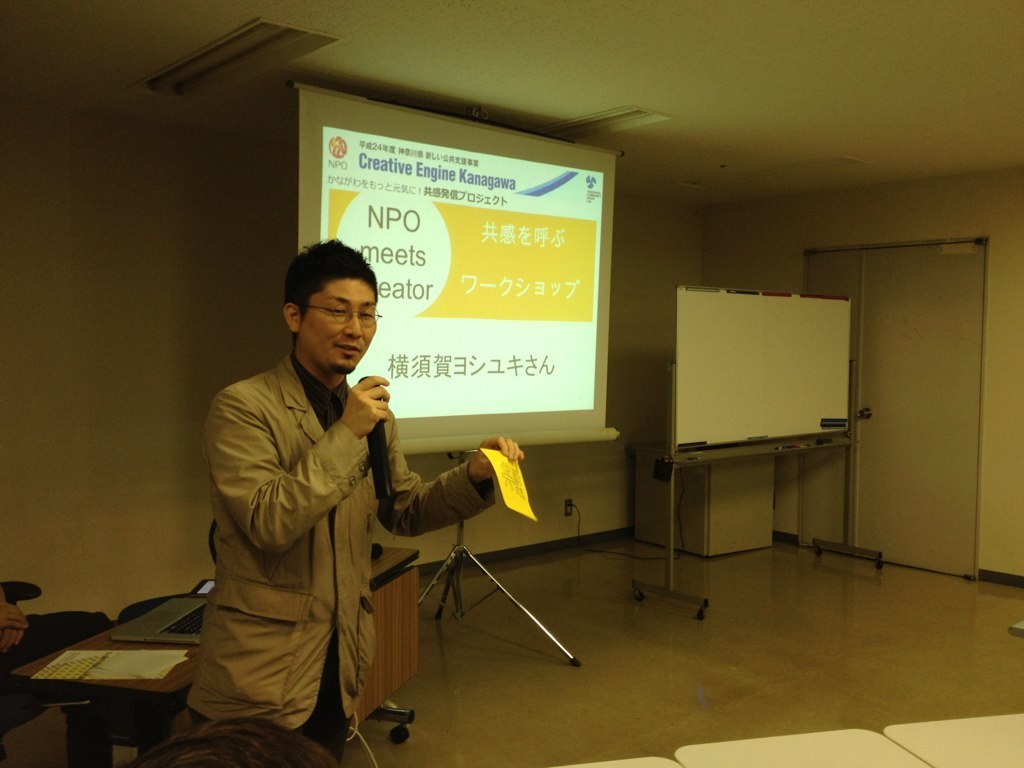 平成24年度 神奈川県 新しい公共支援事業
NPO
Creative Engine Kanagawa
かながわをもっと元気に！共感発信プロジェクト
NPO
meets
eator
共感を呼ぶ
ワークショップ
横須賀ヨシユキさん